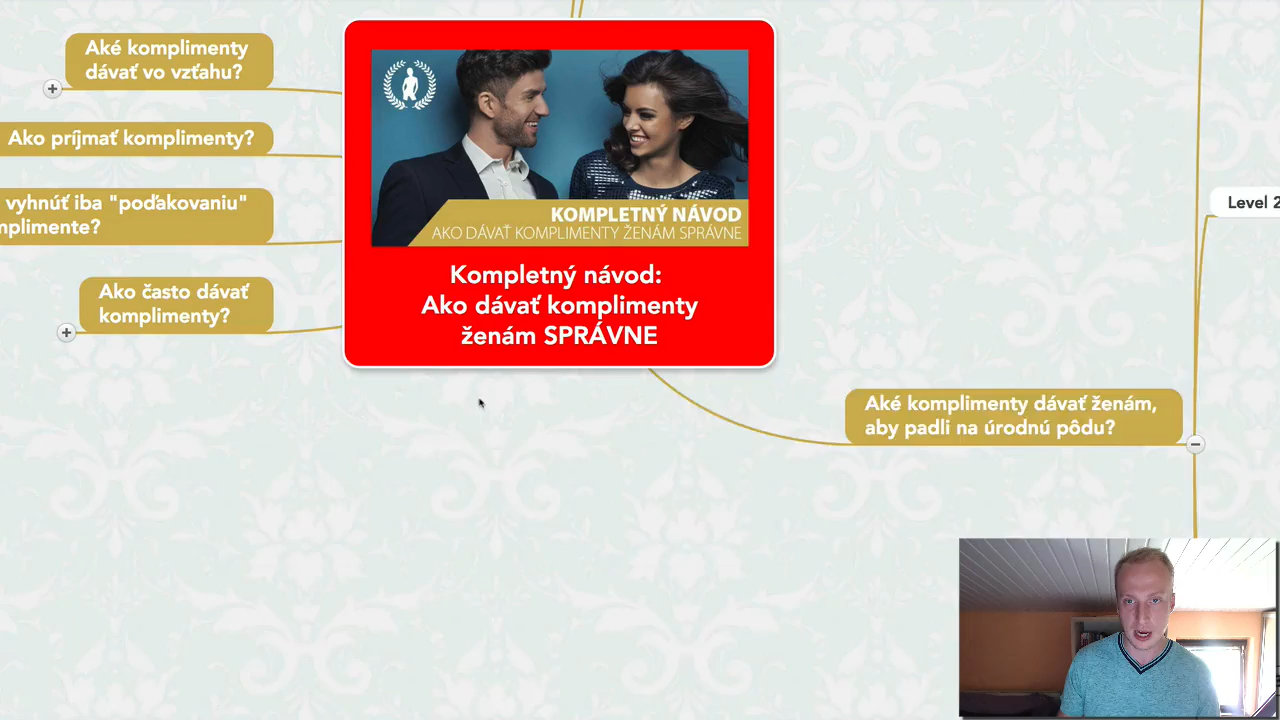 Aké komplimenty
dávať vo vzťahu?
Ako príjmať komplimenty?
vyhnúť iba "poďakovaniu"
mplimente?
Ako často dávať
komplimenty?
KOMPLETNÝ NÁVOD
AKO DÁVAŤ KOMPLIMENTY ŽENÁM SPRÁVNE
Kompletný návod:
Ako dávať komplimenty
ženám SPRÁVNE
Level 2
Aké komplimenty dávať ženám,
aby padli na úrodnú pôdu?